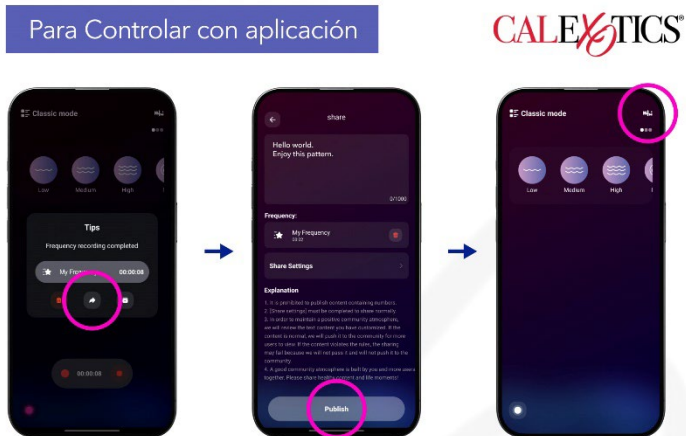 Para Controlar con aplicación
CALEXOTICS®
Classic mode
Low Medium High
Tips
Frequency recording completed
My Frequency 00:00:08
00:00:08
share
Hello world.
Enjoy this pattern.
0/1000
Frequency:
My Frequency
Share Settings
Explanation
1. It is prohibited to publish content containing numbers.
2. [Share settings] must be completed to share normally.
3. In order to maintain a positive community atmosphere,
we will review the text content you have customized. If the
content is normal, we will push it to the community for more
users to view. If the content violates the rules, the sharing
may fail because we will not pass it and will not push it to the
community.
4. A good community atmosphere is built by you and more users
together. Please share healthy content and life moments!
Publish
Classic mode
Low Medium High